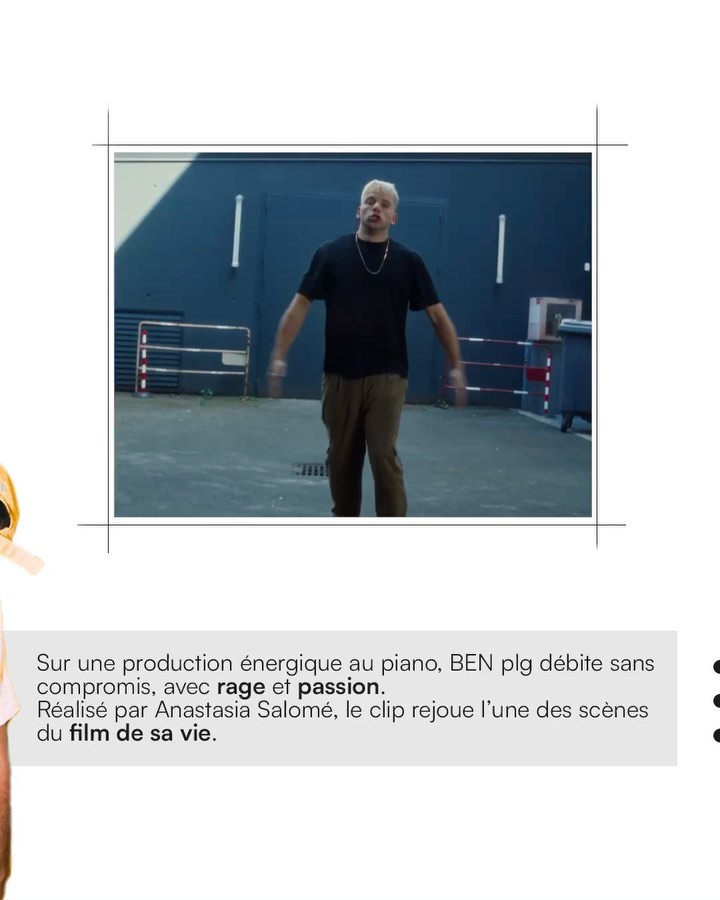 Sur une production énergique au piano, BEN plg débite sans
compromis, avec rage et passion.
Réalisé par Anastasia Salomé, le clip rejoue l’une des scènes
du film de sa vie.